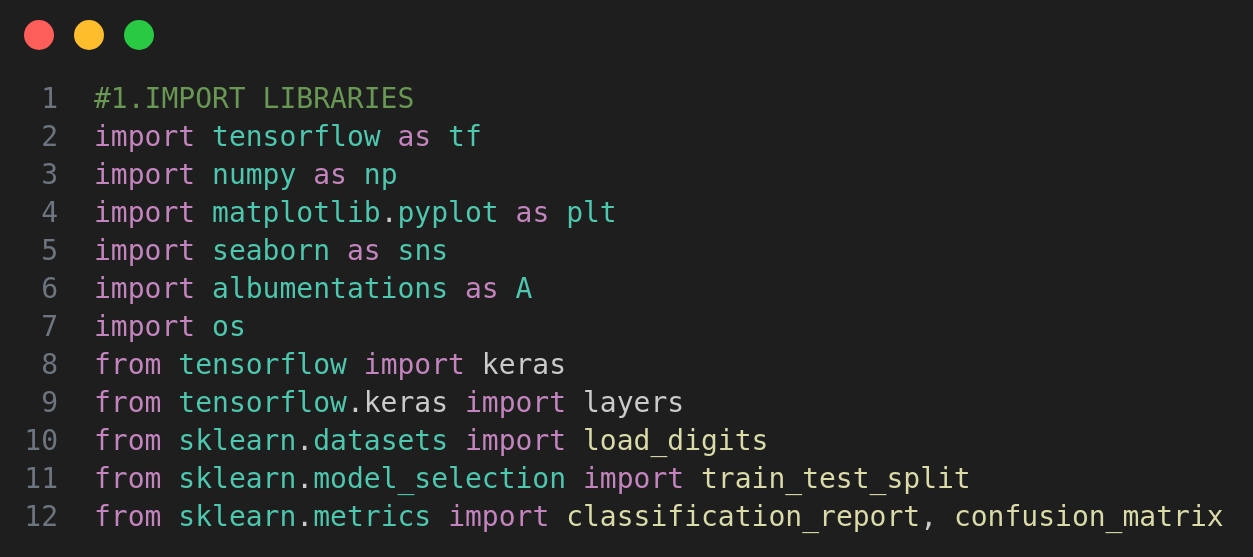 1 #1.IMPORT LIBRARIES
2 import tensorflow as tf
3 import numpy as np
4 import matplotlib.pyplot as plt
5 import seaborn as sns
6 import albumentations as A
7 import os
8 from tensorflow import keras
9 from tensorflow.keras import layers
10 from sklearn.datasets import load_digits
11 from sklearn.model_selection import train_test_split
12 from sklearn.metrics import classification_report, confusion_matrix